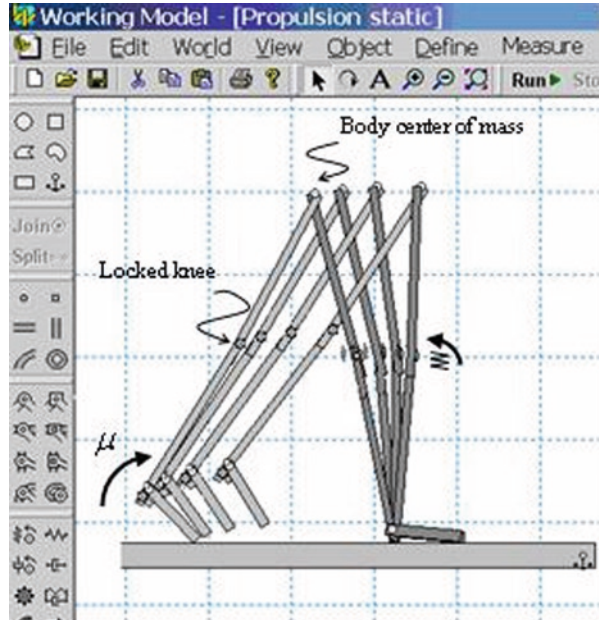 Working Model - [Propulsion static]
File Edit World View Object Define Measure
A Run
Join
Split
Body center of mass
Locked knee
μ